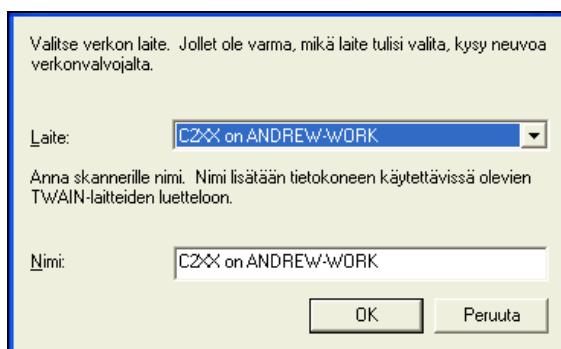 Valitse verkon laite. Jollet ole varma, mikä laite tulisi valita, kysy neuvoa
verkonvalvojalta.
Laite: C2XX on ANDREW-WORK
Anna skannerille nimi. Nimi lisätään tietokoneen käytettävissä olevien
TWAIN-laitteiden luetteloon.
Nimi: C2XX on ANDREW-WORK
OK Peruuta